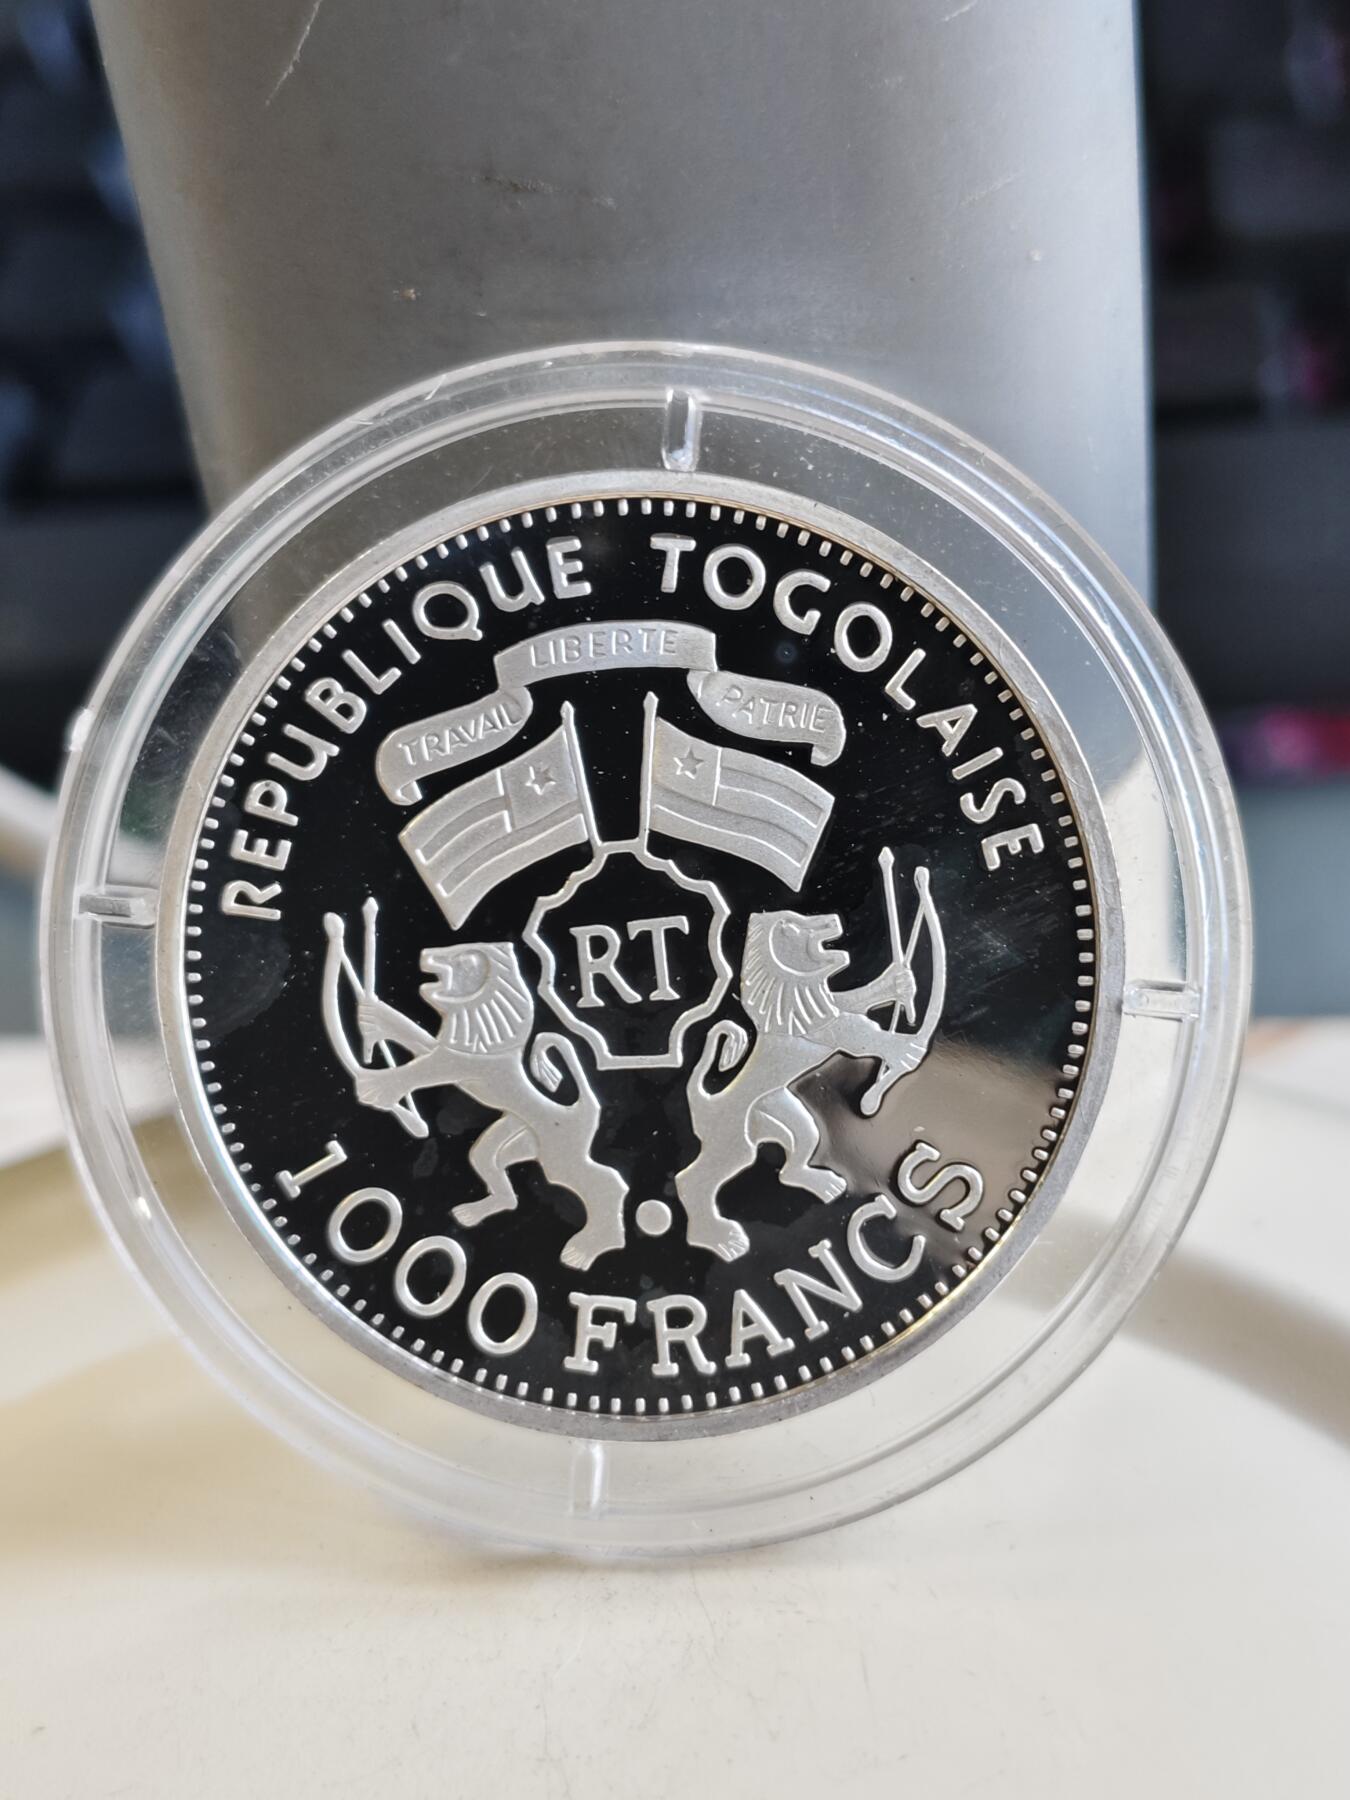 REPUBLIQUE TOGOLAISE
TRAVAIL LIBERTE PATRIE
RT
1000 FRANCS